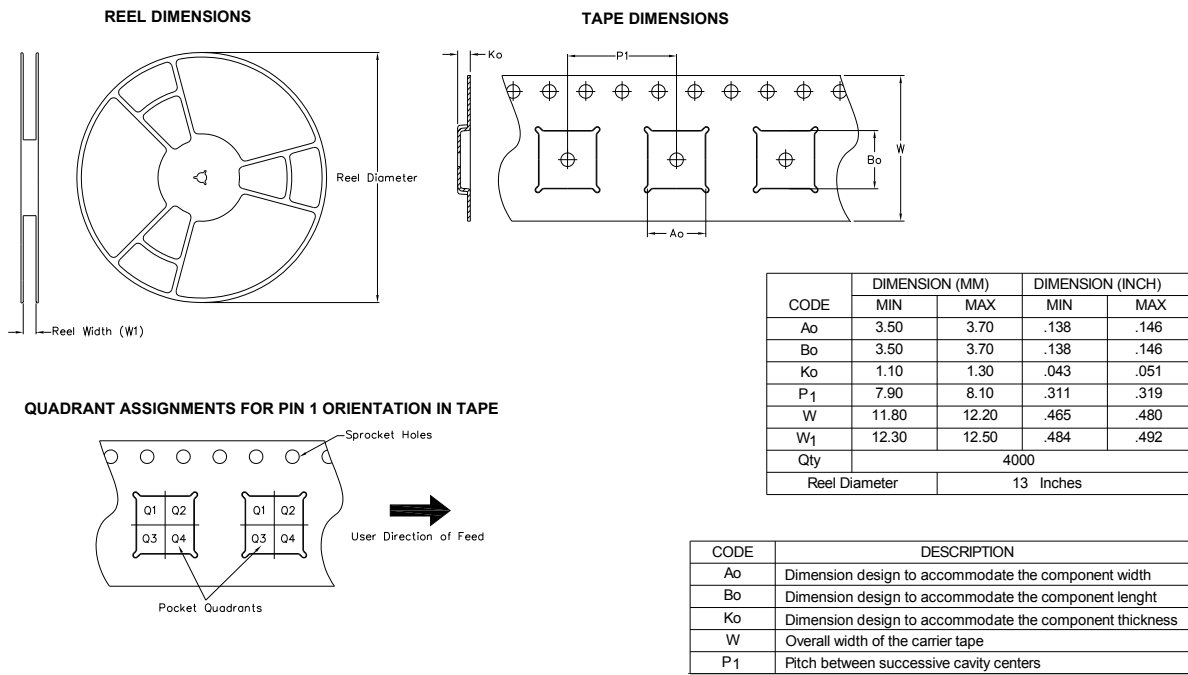 REEL DIMENSIONS
TAPE DIMENSIONS
Ko
P1
W
Bo
Ao
Reel Diameter
Reel Width (W1)
CODE DIMENSION (MM) DIMENSION (INCH)
MIN MAX MIN MAX
Ao 3.50 3.70 .138 .146
Bo 3.50 3.70 .138 .146
Ko 1.10 1.30 .043 .051
P1 7.90 8.10 .311 .319
W 11.80 12.20 .465 .480
W1 12.30 12.50 .484 .492
Qty 4000
Reel Diameter 13 Inches
QUADRANT ASSIGNMENTS FOR PIN 1 ORIENTATION IN TAPE
Sprocket Holes
Q1 Q2 Q1 Q2
Q3 Q4 Q3 Q4
User Direction of Feed
Pocket Quadrants
CODE DESCRIPTION
Ao Dimension design to accommodate the component width
Bo Dimension design to accommodate the component lenght
Ko Dimension design to accommodate the component thickness
W Overall width of the carrier tape
P1 Pitch between successive cavity centers